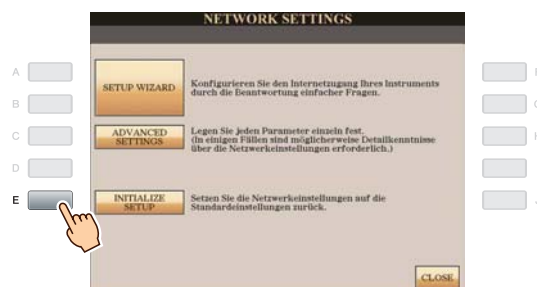 NETWORK SETTINGS
SETUP WIZARD
Konfigurieren Sie den Internetzugang Ihres Instruments
durch die Beantwortung einfacher Fragen.
ADVANCED
SETTINGS
Legen Sie jeden Parameter einzeln fest.
(In einigen Fällen sind möglicherweise Detailkenntnisse
über die Netzwerkeinstellungen erforderlich.)
INITIALIZE
SETUP
Setzen Sie die Netzwerkeinstellungen auf die
Standardeinstellungen zurück.
CLOSE
A
B
C
D
E